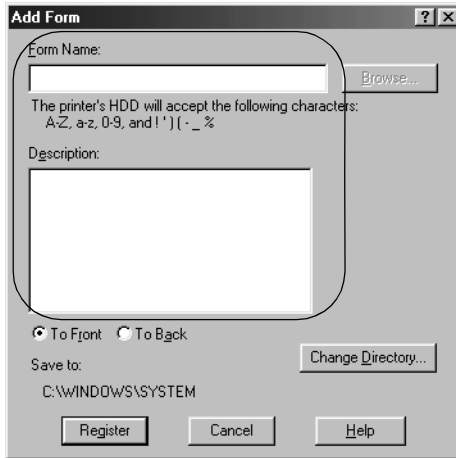 Add Form
Form Name:
Browse...
The printer's HDD will accept the following characters:
A-Z, a-z, 0-9, and ! ' ) ( - _ %
Description:
To Front To Back
Change Directory...
Save to:
C:\WINDOWS\SYSTEM
Register Cancel Help